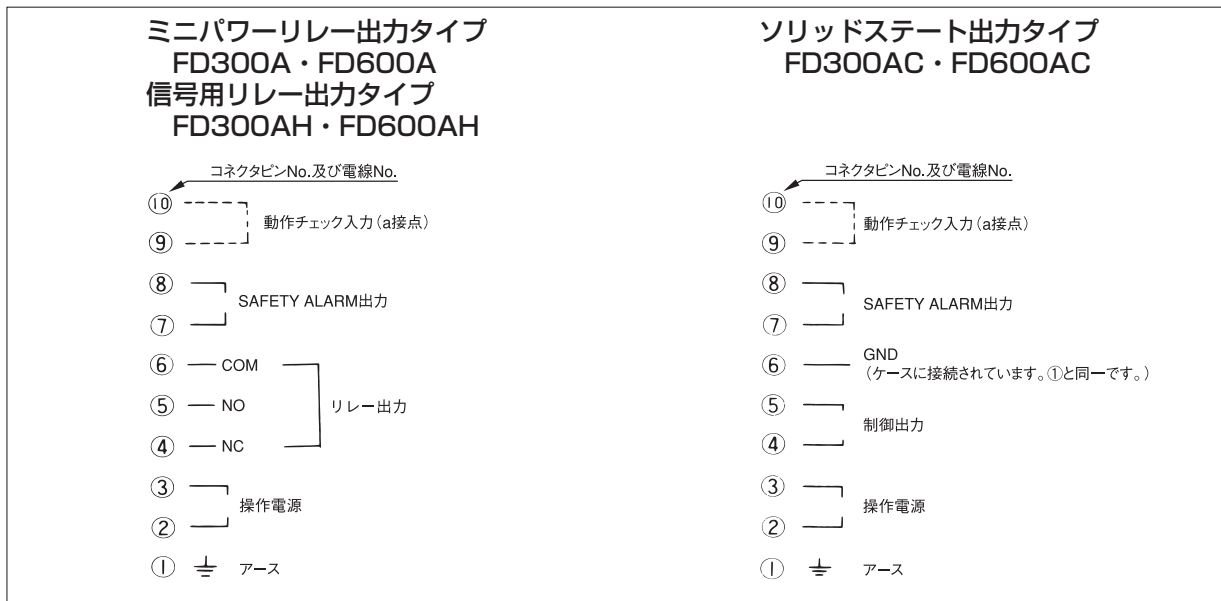 ミニパワーリレー出力タイプ
FD300A・FD600A
信号用リレー出力タイプ
FD300AH・FD600AH
コネクタピンNo.及び電線No.
⑩
動作チェック入力（a接点）
⑨
⑧
SAFETY ALARM出力
⑦
⑥ COM
⑤ NO リレー出力
④ NC
③
操作電源
②
① アース
ソリッドステート出力タイプ
FD300AC・FD600AC
コネクタピンNo.及び電線No.
⑩
動作チェック入力（a接点）
⑨
⑧
SAFETY ALARM出力
⑦
⑥ GND
（ケースに接続されています。①と同一です。）
⑤
制御出力
④
③
操作電源
②
① アース